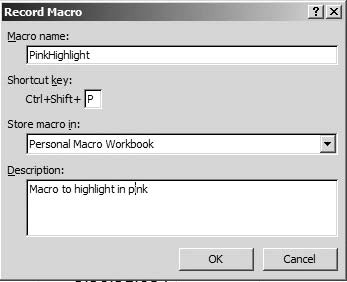 Record Macro
Macro name:
PinkHighlight
Shortcut key:
Ctrl+Shift+ P
Store macro in:
Personal Macro Workbook
Description:
Macro to highlight in pink
OK Cancel